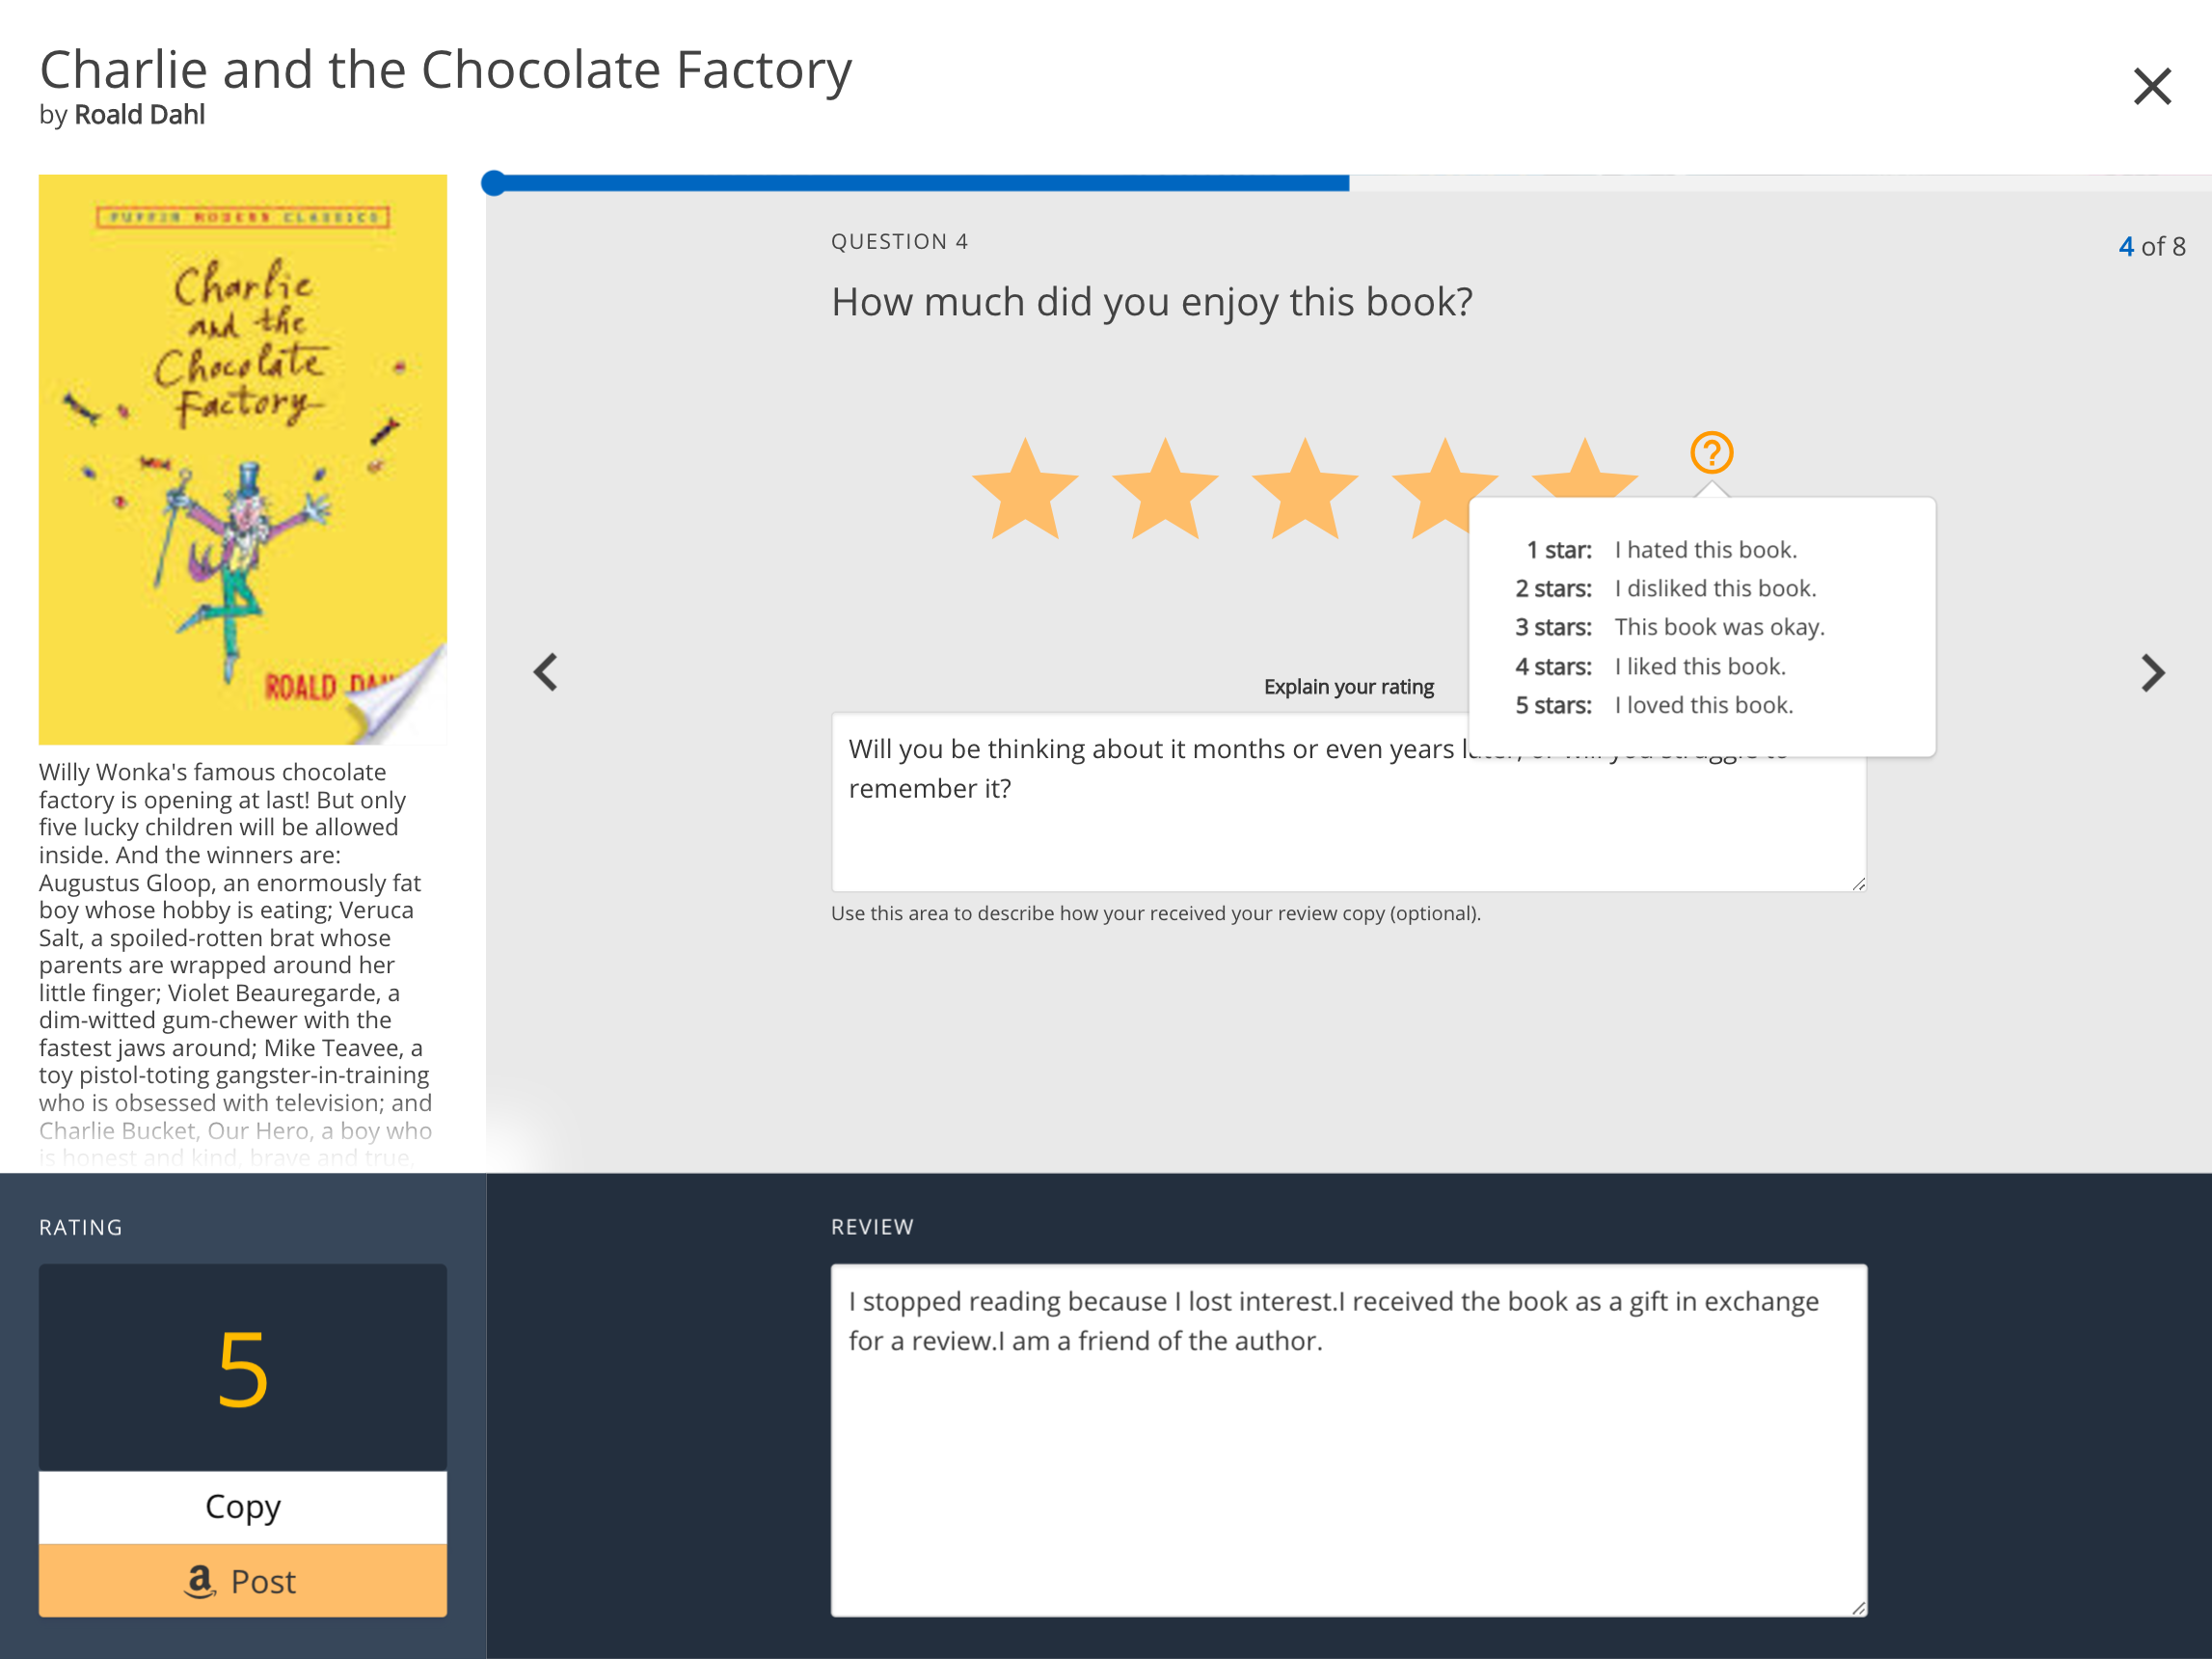 Charlie and the Chocolate Factory
by Roald Dahl
PUFFIN MODERN CLASSICS
Charlie
and the
Chocolate
Factory
ROALD
Willy Wonka's famous chocolate
factory is opening at last! But only
five lucky children will be allowed
inside. And the winners are:
Augustus Gloop, an enormously fat
boy whose hobby is eating; Veruca
Salt, a spoiled-rotten brat whose
parents are wrapped around her
little finger; Violet Beauregarde, a
dim-witted gum-chewer with the
fastest jaws around; Mike Teavee, a
toy pistol-toting gangster-in-training
who is obsessed with television; and
Charlie Bucket, Our Hero, a boy who
is honest and kind, brave and true,
QUESTION 4
4 of 8
How much did you enjoy this book?
1 star: I hated this book.
2 stars: I disliked this book.
3 stars: This book was okay.
4 stars: I liked this book.
5 stars: I loved this book.
Explain your rating
Will you be thinking about it months or even years
remember it?
Use this area to describe how your received your review copy (optional).
RATING
5
Copy
Post
REVIEW
I stopped reading because I lost interest.I received the book as a gift in exchange
for a review.I am a friend of the author.